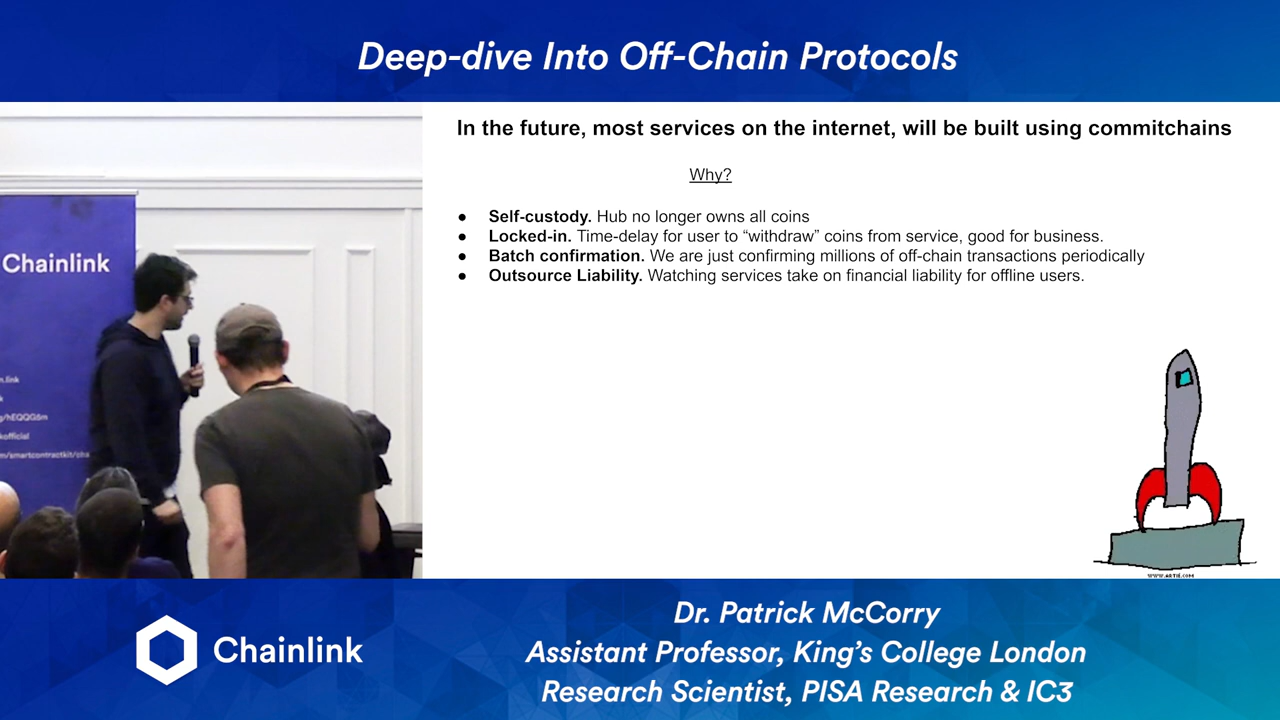 Deep-dive Into Off-Chain Protocols
In the future, most services on the internet, will be built using commitchains
Why?
● Self-custody. Hub no longer owns all coins
● Locked-in. Time-delay for user to “withdraw” coins from service, good for business.
● Batch confirmation. We are just confirming millions of off-chain transactions periodically
● Outsource Liability. Watching services take on financial liability for offline users.
Chainlink
WWW.ARTIE.COM
Chainlink
Dr. Patrick McCorry
Assistant Professor, King’s College London
Research Scientist, PISA Research & IC3